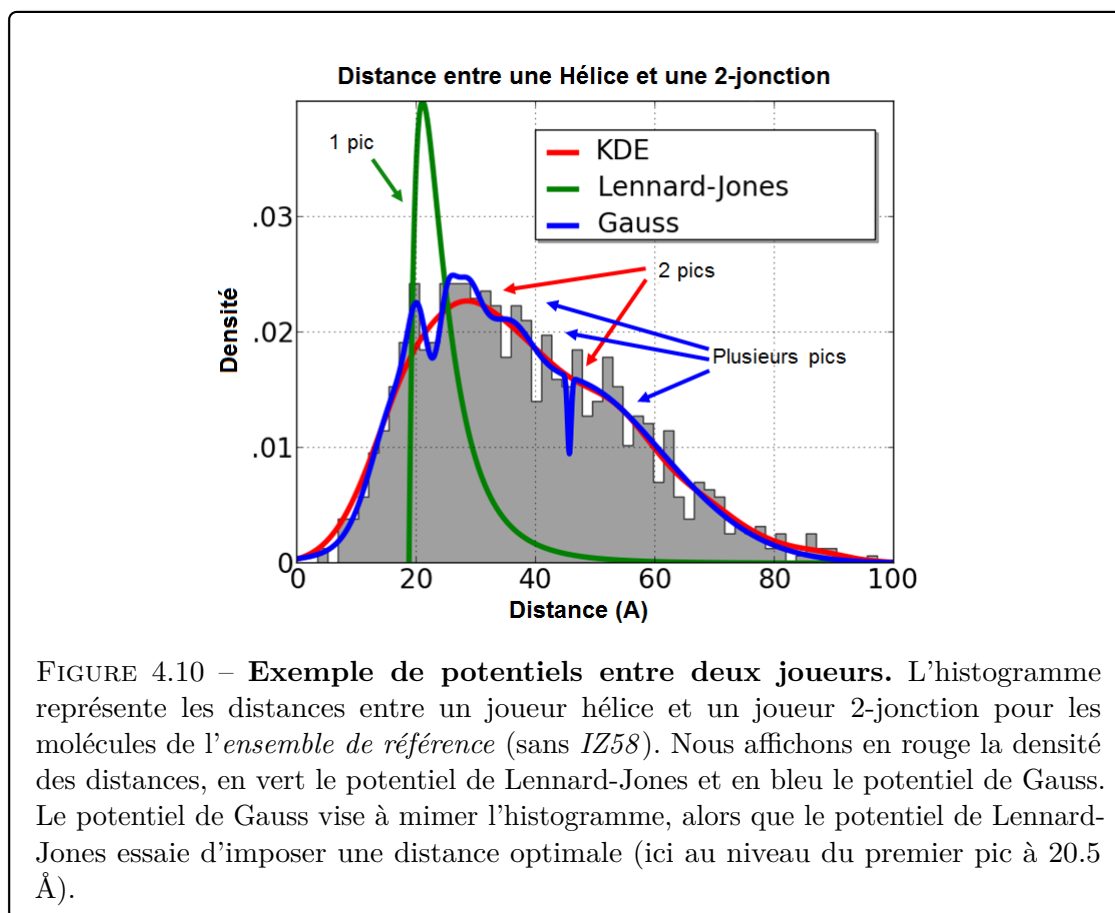 Distance entre une Hélice et une 2-jonction
1 pic
KDE
Lennard-Jones
Gauss
2 pics
Plusieurs pics
Densité
.03
.02
.01
0
0 20 40 60 80 100
Distance (A)
FIGURE 4.10 – Exemple de potentiels entre deux joueurs. L'histogramme
représente les distances entre un joueur hélice et un joueur 2-jonction pour les
molécules de l'ensemble de référence (sans IZ58). Nous affichons en rouge la densité
des distances, en vert le potentiel de Lennard-Jones et en bleu le potentiel de Gauss.
Le potentiel de Gauss vise à mimer l'histogramme, alors que le potentiel de Lennard-
Jones essaie d'imposer une distance optimale (ici au niveau du premier pic à 20.5
Å).